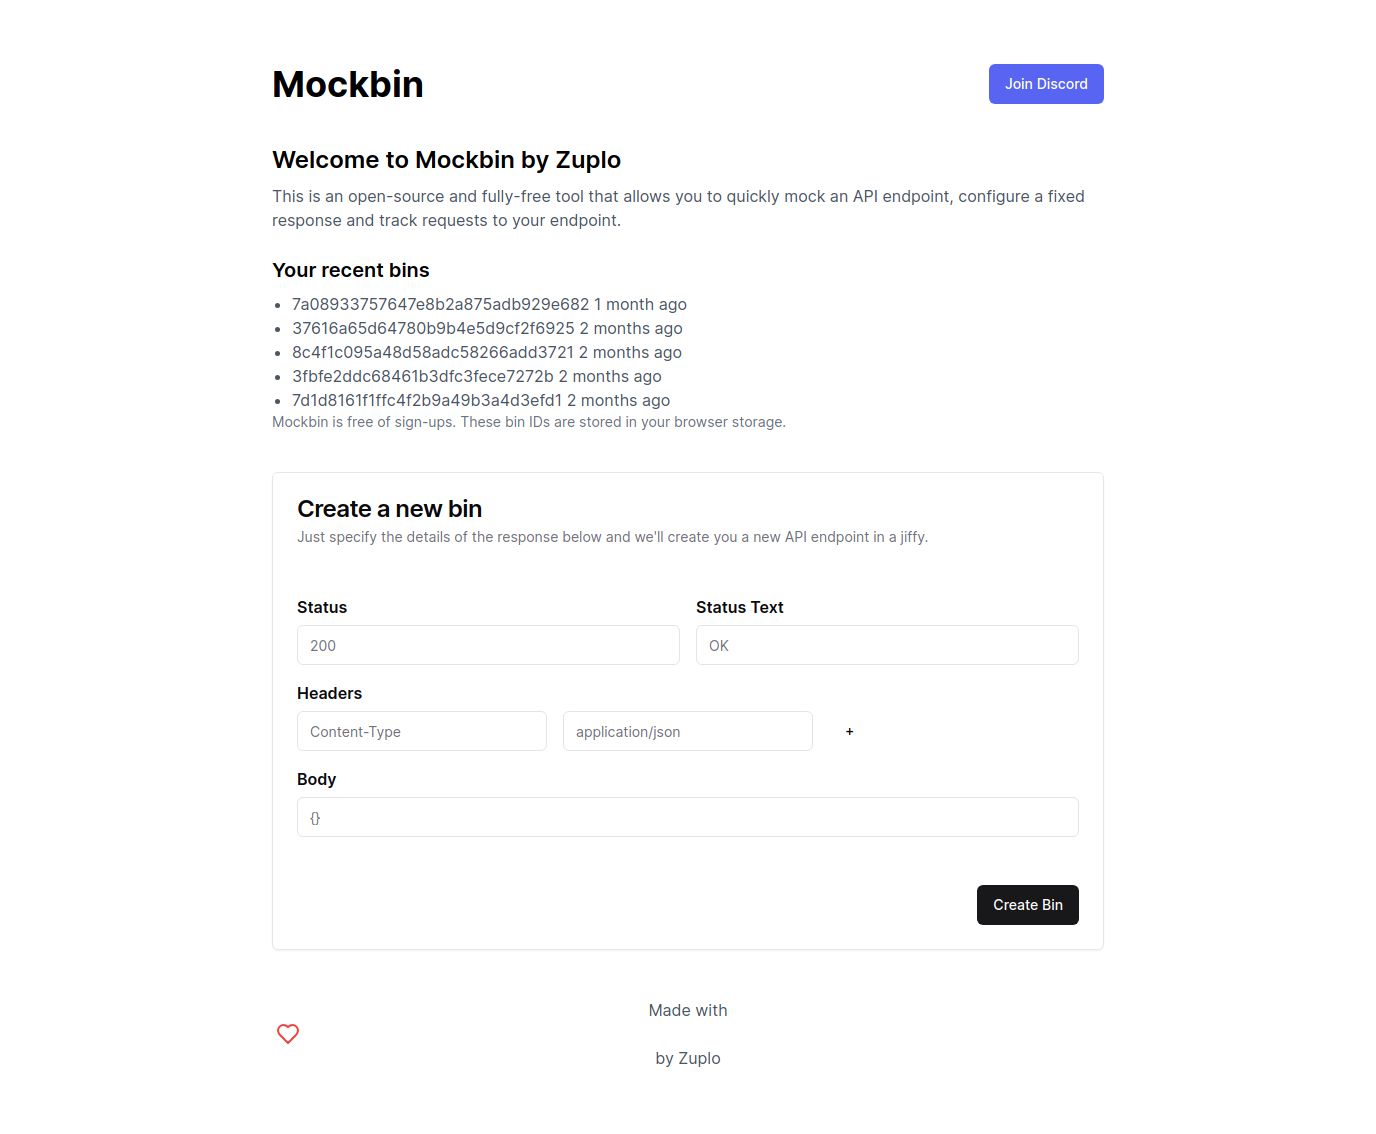 Mockbin
Join Discord
Welcome to Mockbin by Zuplo
This is an open-source and fully-free tool that allows you to quickly mock an API endpoint, configure a fixed
response and track requests to your endpoint.
Your recent bins
7a08933757647e8b2a875adb929e682 1 month ago
37616a65d64780b9b4e5d9cf2f6925 2 months ago
8c4f1c095a48d58adc58266add3721 2 months ago
3fbfe2ddc68461b3dfc3fece7272b 2 months ago
7d1d8161f1ffc4f2b9a49b3a4d3efd1 2 months ago
Mockbin is free of sign-ups. These bin IDs are stored in your browser storage.
Create a new bin
Just specify the details of the response below and we'll create you a new API endpoint in a jiffy.
Status
Status Text
200
OK
Headers
Content-Type
application/json
+
Body
{}
Create Bin
Made with
by Zuplo